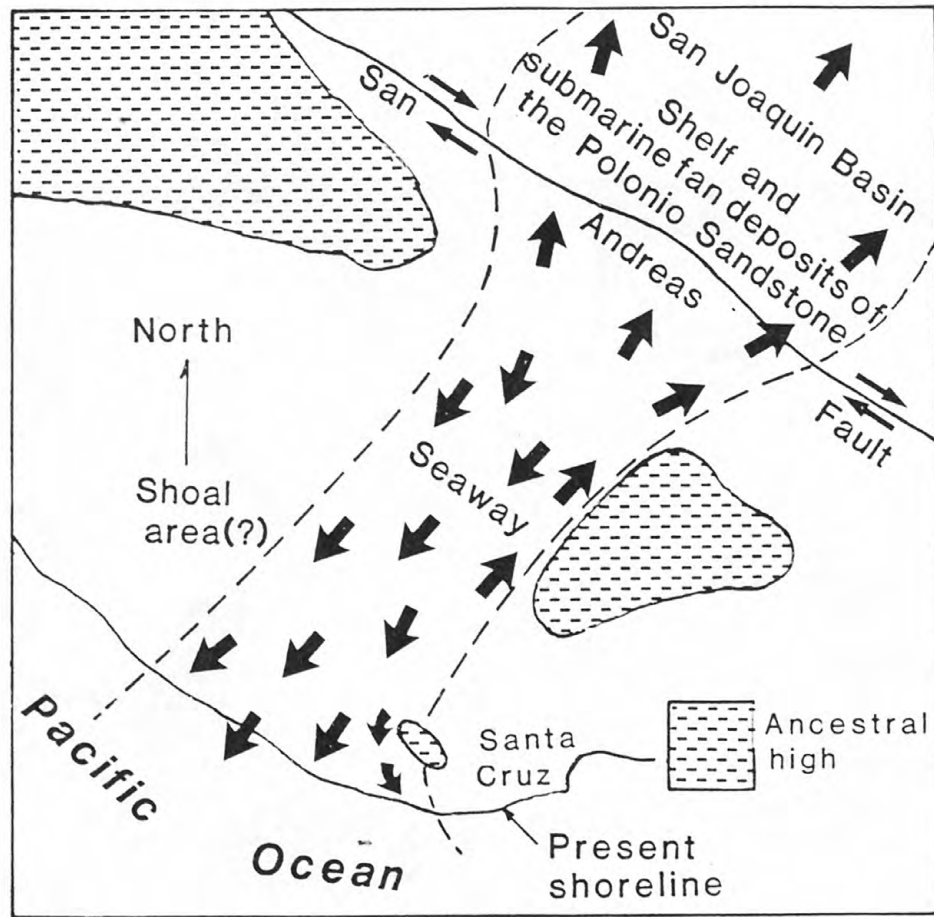 San Joaquin Basin
Shelf and
submarine fan deposits of
the Polonio Sandstone
San
Andreas
Fault
North
Shoal
area(?)
Seaway
Pacific
Ocean
Santa
Cruz
Ancestral
high
Present
shoreline